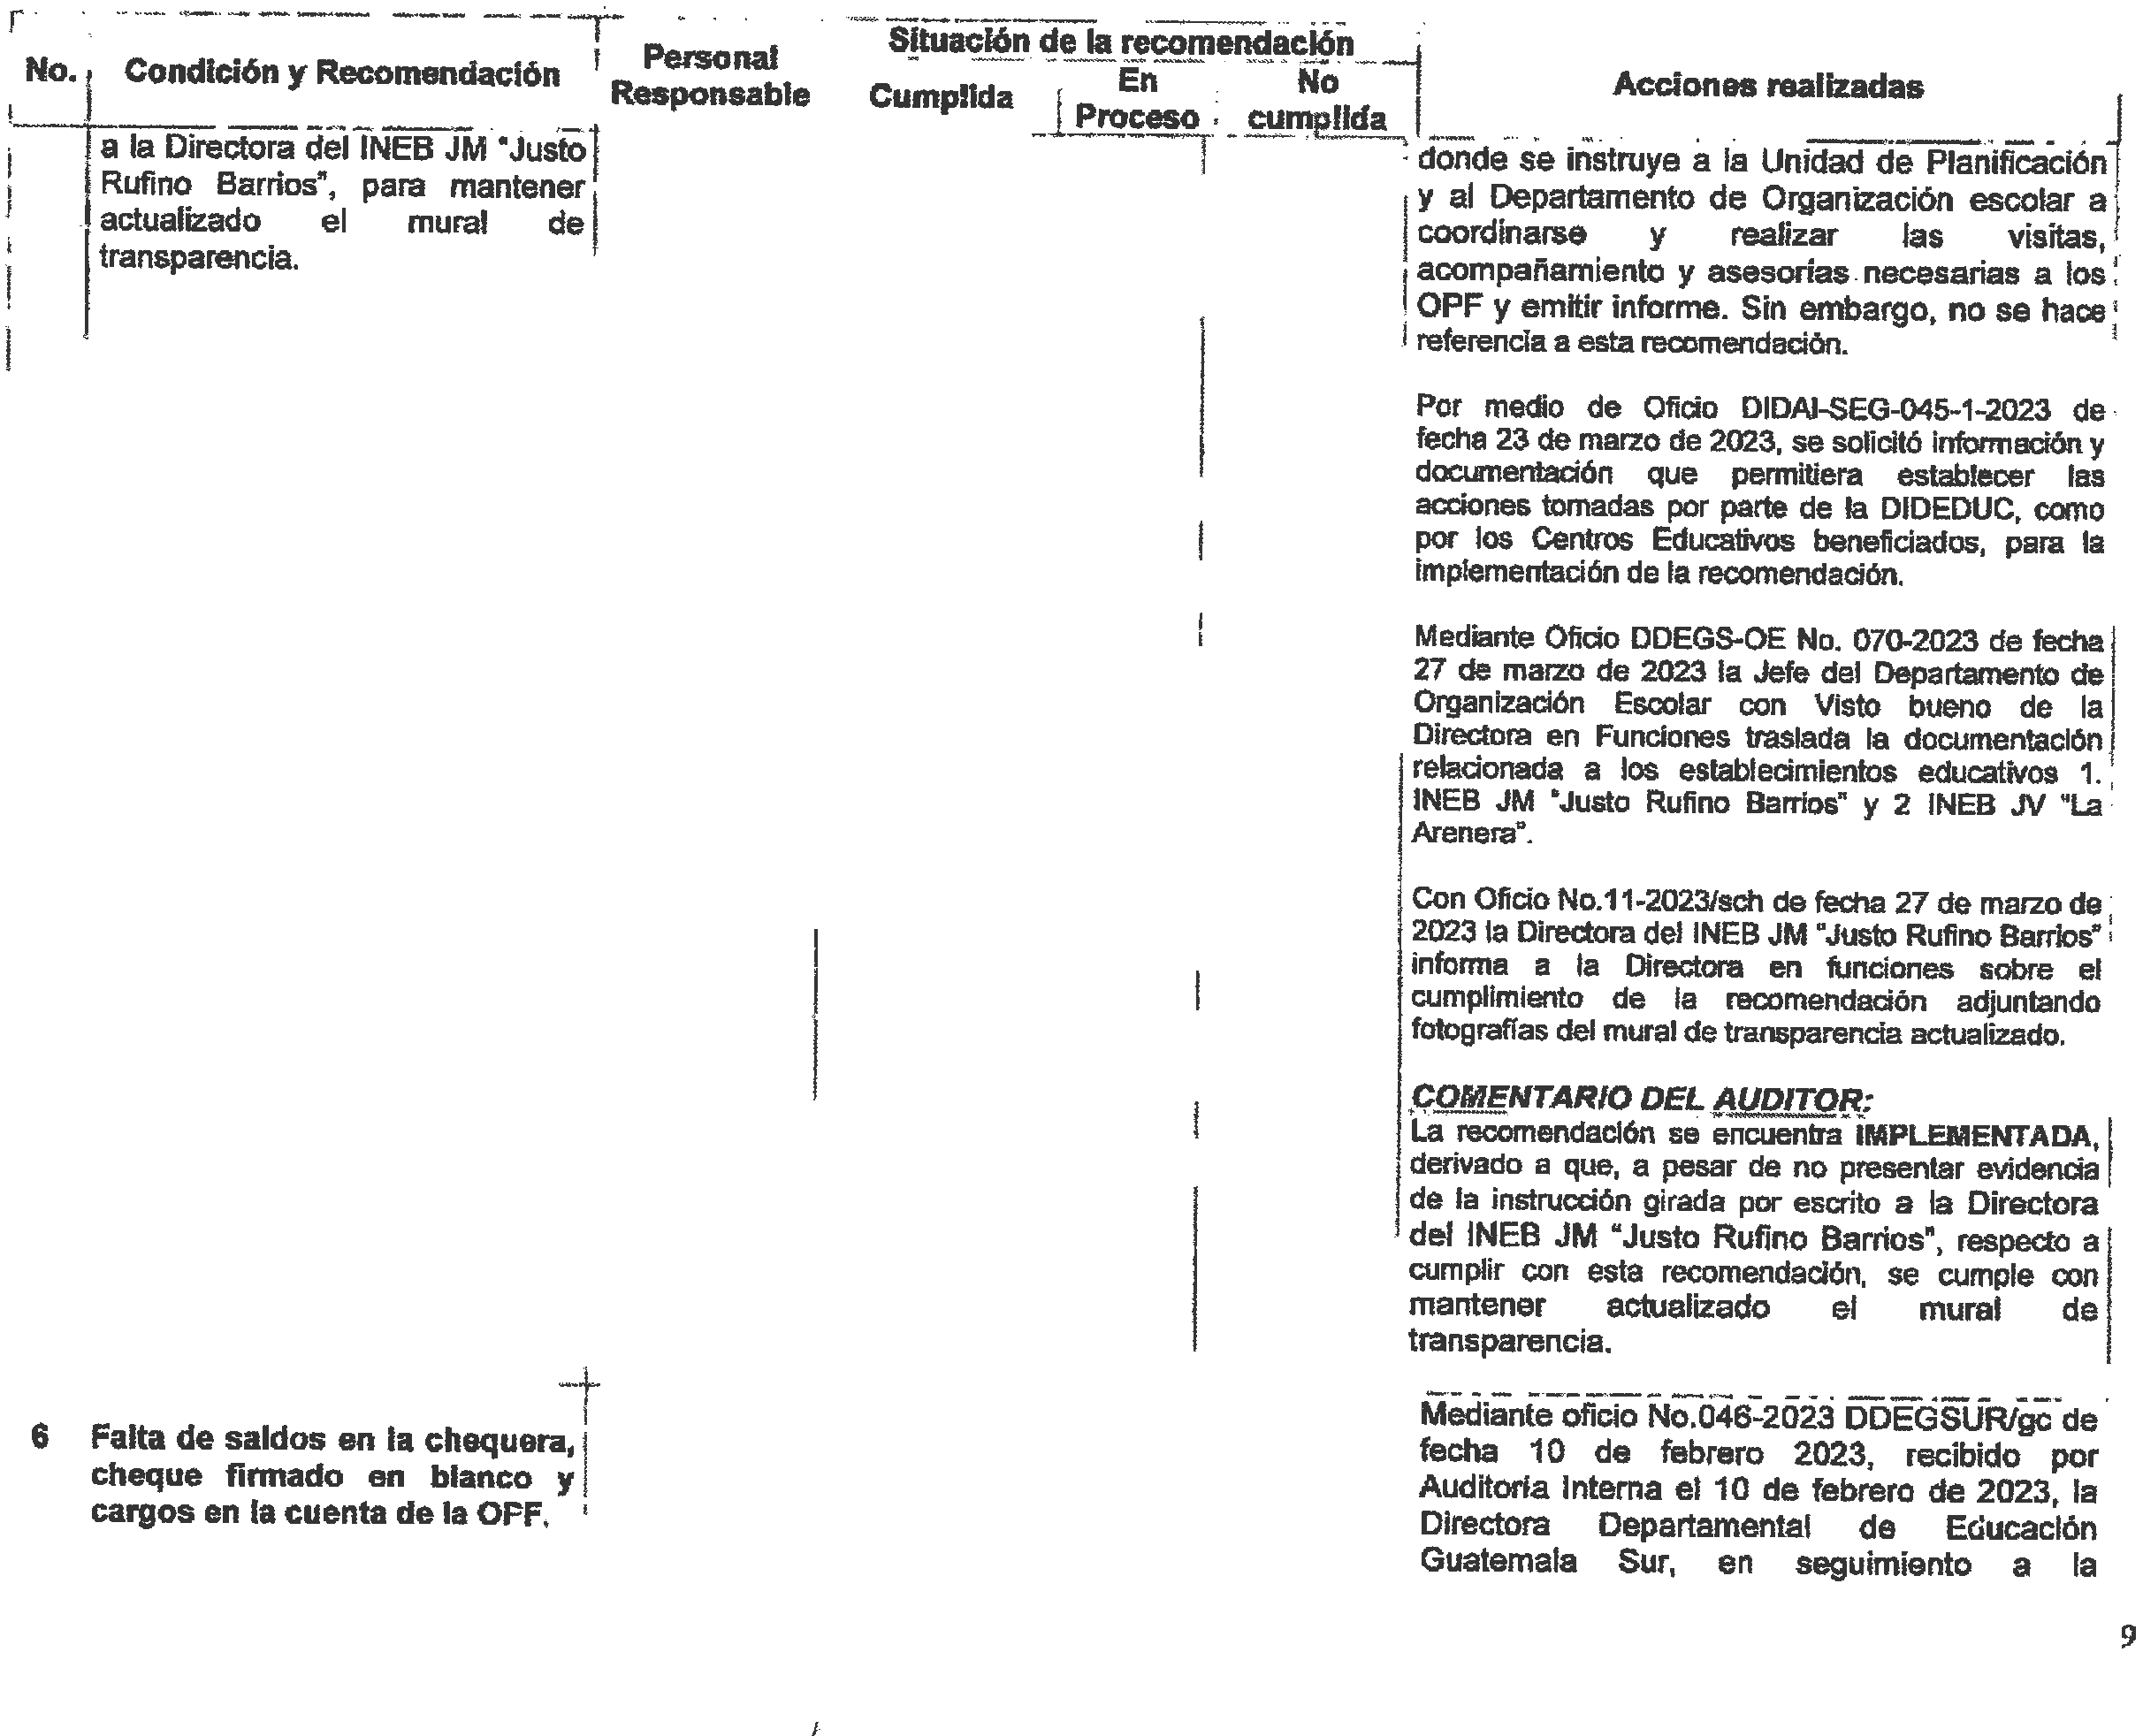 No.
Condición y Recomendación
Personal
Responsable
Situación de la recomendación
Cumplida
En
Proceso
No
cumplida
Acciones realizadas
a la Directora del INEB JM "Justo
Rufino Barrios", para mantener
actualizado el mural de
transparencia.
donde se instruye a la Unidad de Planificación
y al Departamento de Organización escolar a
coordinarse y realizar las visitas,
acompañamiento y asesorías necesarias a los
OPF y emitir informe. Sin embargo, no se hace
referencia a esta recomendación.
Por medio de Oficio DIDAI-SEG-045-1-2023 de
fecha 23 de marzo de 2023, se solicitó información y
documentación que permitiera establecer las
acciones tomadas por parte de la DIDEDUC, como
por los Centros Educativos beneficiados, para la
implementación de la recomendación.
Mediante Oficio DDEGS-OE No. 070-2023 de fecha
27 de marzo de 2023 la Jefe del Departamento de
Organización Escolar con Visto bueno de la
Directora en Funciones traslada la documentación
relacionada a los establecimientos educativos 1.
INEB JM "Justo Rufino Barrios" y 2 INEB JV "La
Arenera".
Con Oficio No.11-2023/sch de fecha 27 de marzo de
2023 la Directora del INEB JM "Justo Rufino Barrios"
informa a la Directora en funciones sobre el
cumplimiento de la recomendación adjuntando
fotografías del mural de transparencia actualizado.
COMENTARIO DEL AUDITOR:
La recomendación se encuentra IMPLEMENTADA,
derivado a que, a pesar de no presentar evidencia
de la instrucción girada por escrito a la Directora
del INEB JM "Justo Rufino Barrios", respecto a
cumplir con esta recomendación, se cumple con
mantener actualizado el mural de
transparencia.
6
Falta de saldos en la chequera,
cheque firmado en blanco y
cargos en la cuenta de la OPF.
Mediante oficio No.046-2023 DDEGSUR/gc de
fecha 10 de febrero 2023, recibido por
Auditoría Interna el 10 de febrero de 2023, la
Directora Departamental de Educación
Guatemala Sur, en seguimiento a la
9